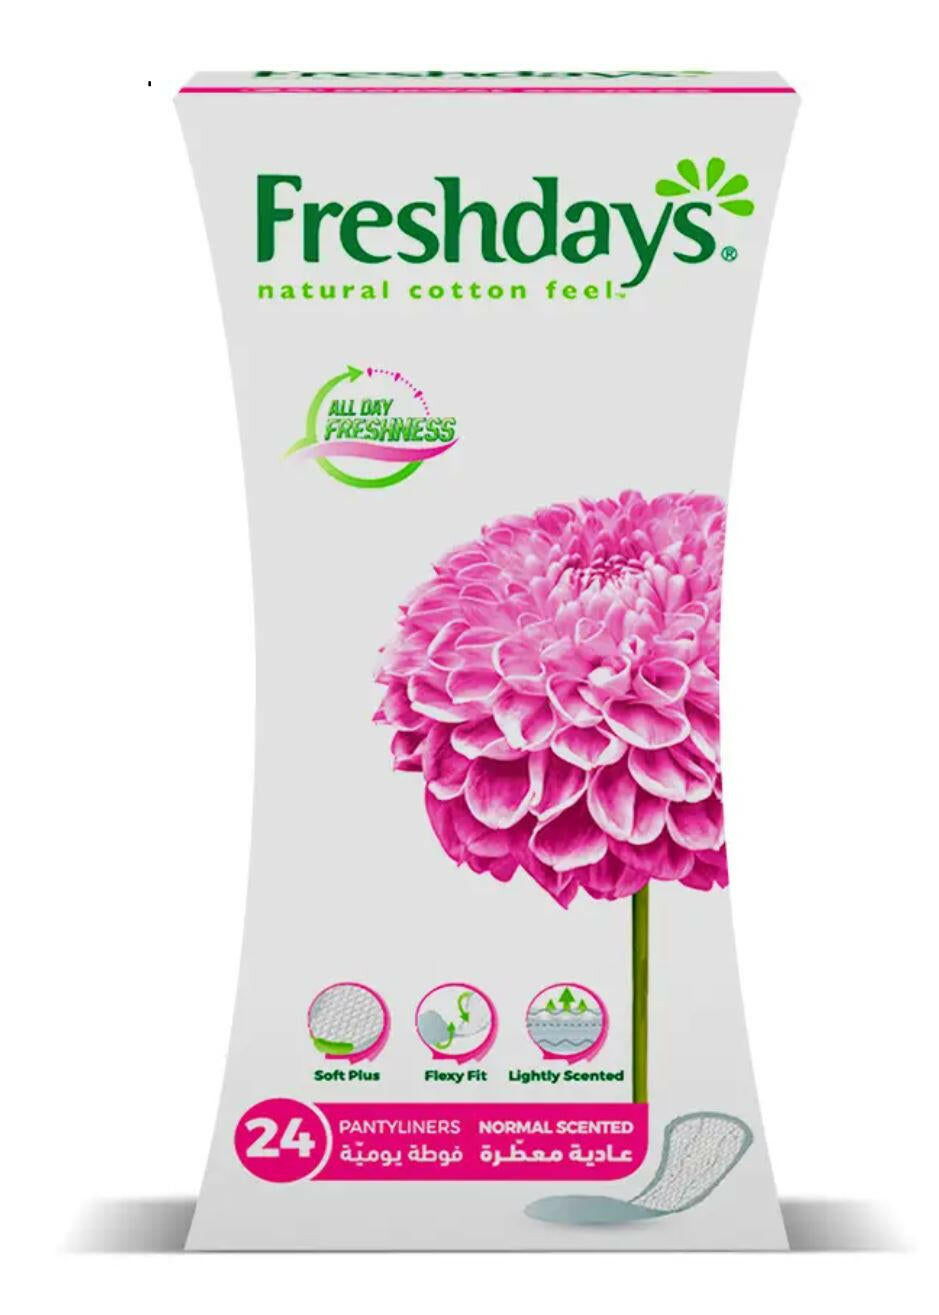 Freshdays®
natural cotton feel™
ALL DAY
FRESHNESS
Soft Plus
Flexy Fit
Lightly Scented
24
PANTYLINERS NORMAL SCENTED
فوطة يوميّة عادية معطّرة